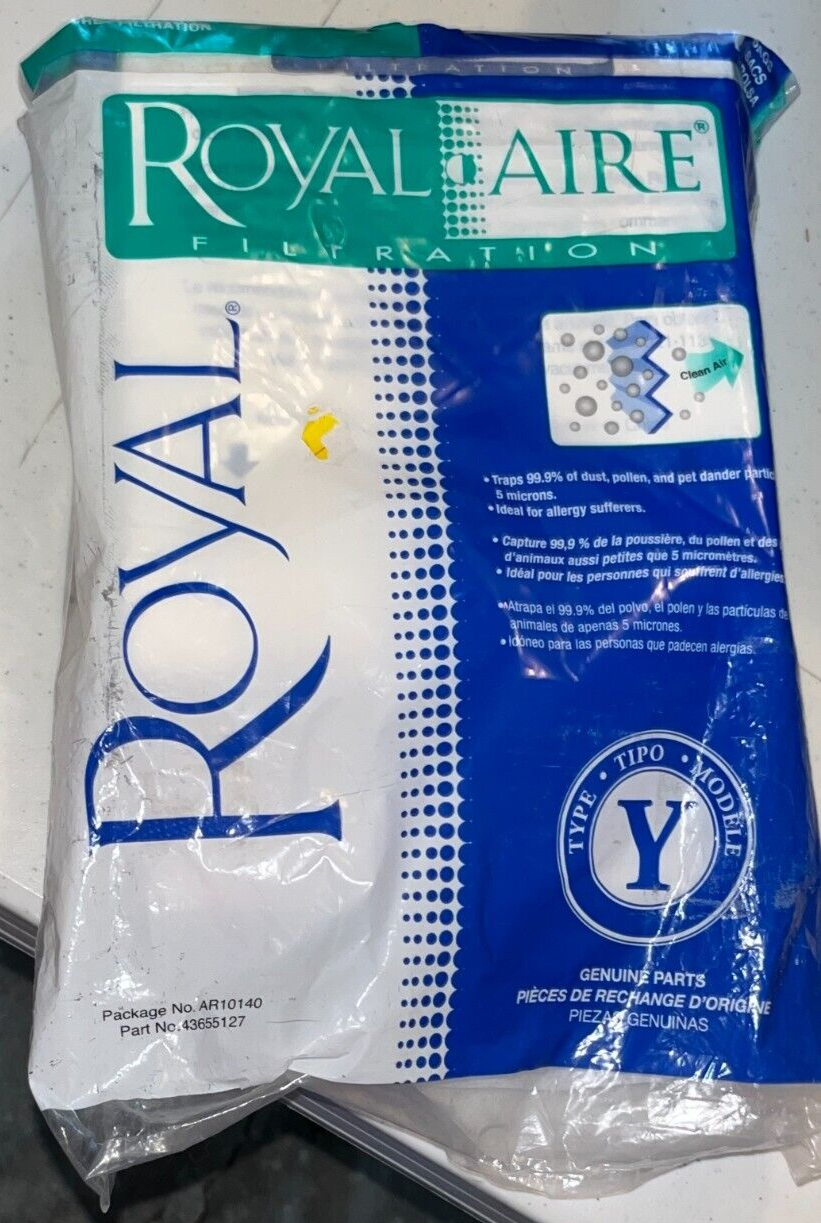 FILTRATION
BAGS
FILTRATION
ROYAL AIRE®
FILTRATION
ROYAL®
Clean Air
• Traps 99.9% of dust, pollen, and pet dander
5 microns.
• Ideal for allergy sufferers.
• Capture 99,9 % de la poussière, du pollen et des
d'animaux aussi petites que 5 micromètres.
• Idéal pour les personnes qui souffrent d'allergies
• Atrapa el 99.9% del polvo, el polen y las partículas de
animales de apenas 5 micrones.
• Idóneo para las personas que padecen alergias.
TYPE • TIPO • MODÈLE
Y
GENUINE PARTS
PIÈCES DE RECHANGE D'ORIGINE
PIEZAS GENUINAS
Package No. AR10140
Part No. 43655127